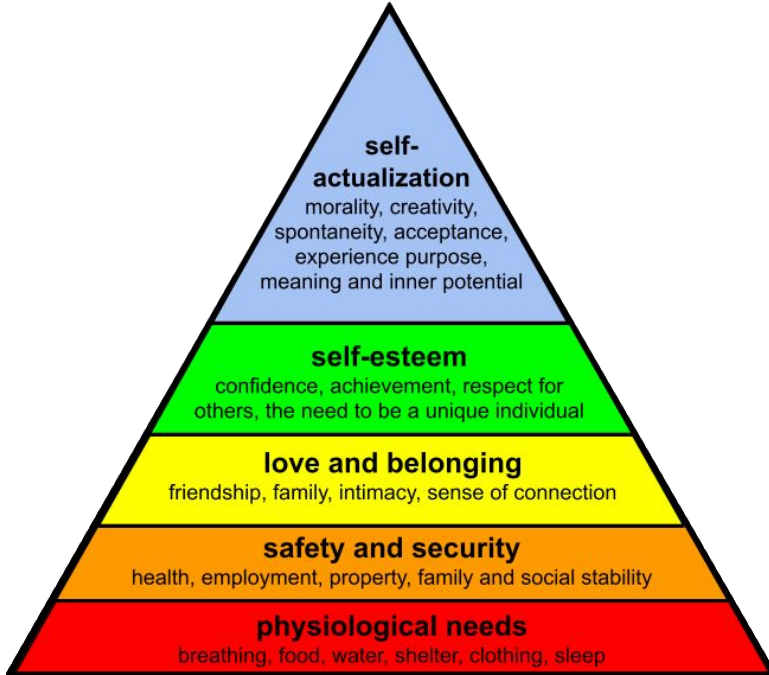 self-
actualization
morality, creativity,
spontaneity, acceptance,
experience purpose,
meaning and inner potential
self-esteem
confidence, achievement, respect for
others, the need to be a unique individual
love and belonging
friendship, family, intimacy, sense of connection
safety and security
health, employment, property, family and social stability
physiological needs
breathing, food, water, shelter, clothing, sleep